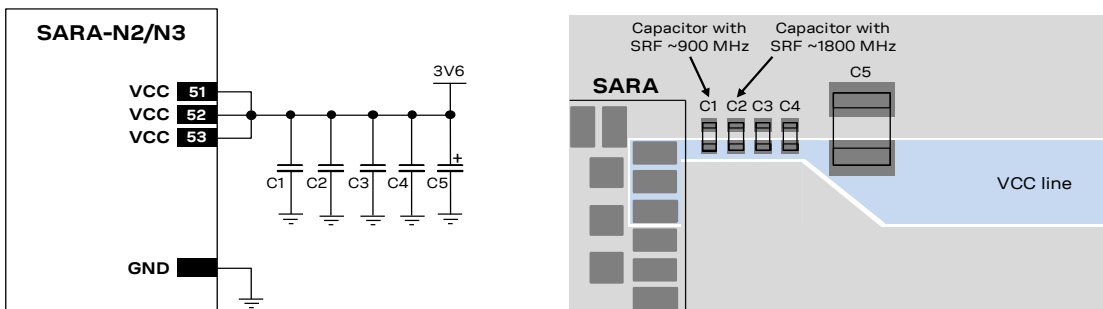 SARA-N2/N3
VCC 51
VCC 52
VCC 53
3V6
+
C1 C2 C3 C4 C5
GND
Capacitor with
SRF ~900 MHz
Capacitor with
SRF ~1800 MHz
C5
SARA
C1 C2 C3 C4
VCC line